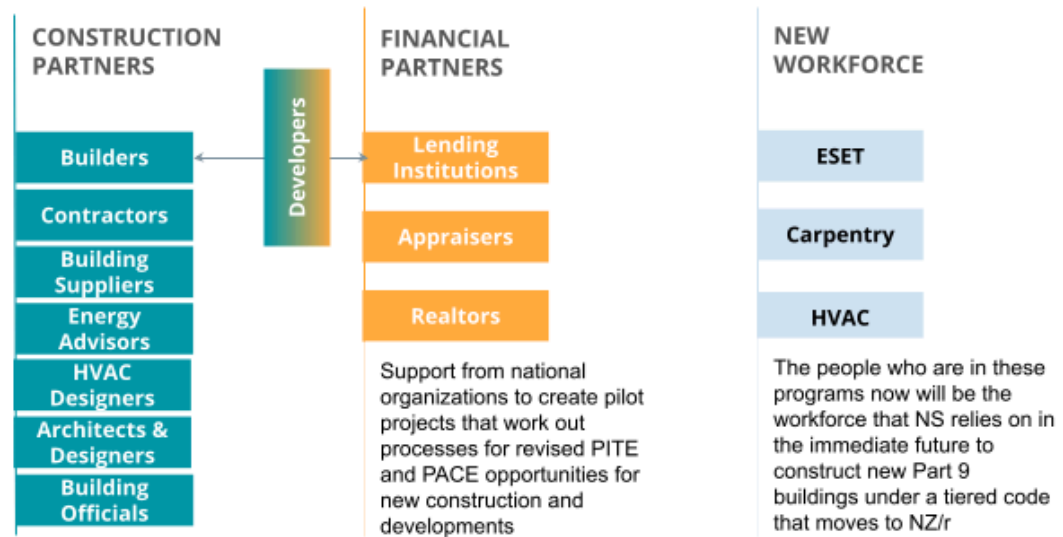 CONSTRUCTION
PARTNERS
Builders
Contractors
Building
Suppliers
Energy
Advisors
HVAC
Designers
Architects &
Designers
Building
Officials
Developers
FINANCIAL
PARTNERS
Lending
Institutions
Appraisers
Realtors
Support from national
organizations to create pilot
projects that work out
processes for revised PITE
and PACE opportunities for
new construction and
developments
NEW
WORKFORCE
ESET
Carpentry
HVAC
The people who are in these
programs now will be the
workforce that NS relies on in
the immediate future to
construct new Part 9
buildings under a tiered code
that moves to NZ/r